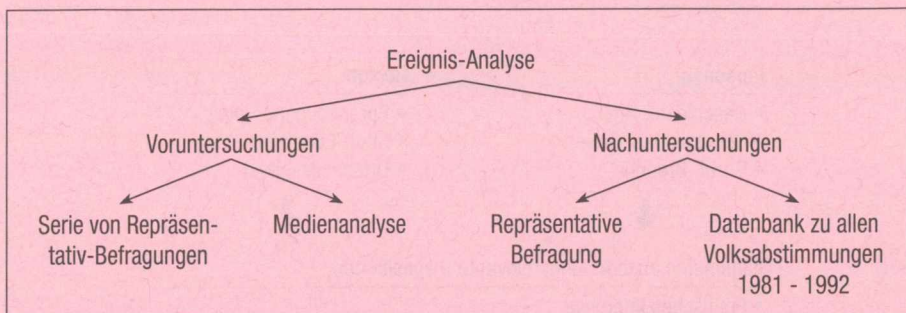 Ereignis-Analyse
Voruntersuchungen
Nachuntersuchungen
Serie von Repräsen-
tativ-Befragungen
Medienanalyse
Repräsentative
Befragung
Datenbank zu allen
Volksabstimmungen
1981 - 1992